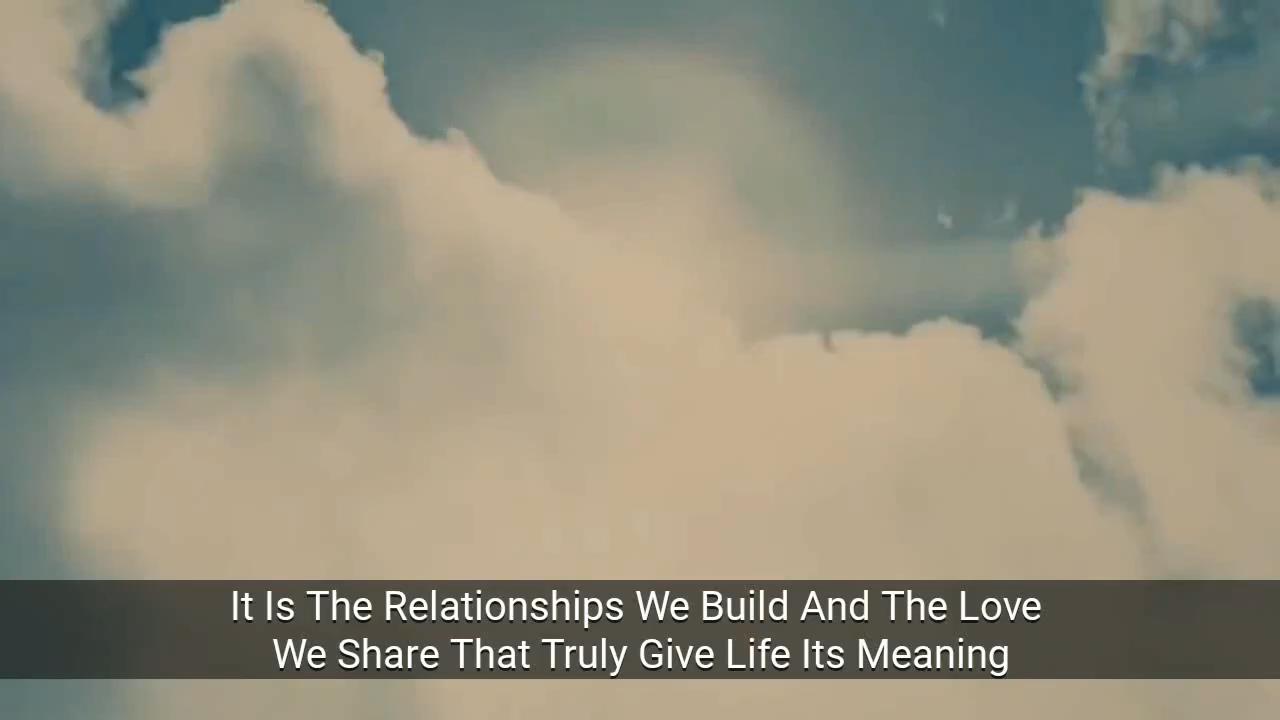 It Is The Relationships We Build And The Love
We Share That Truly Give Life Its Meaning